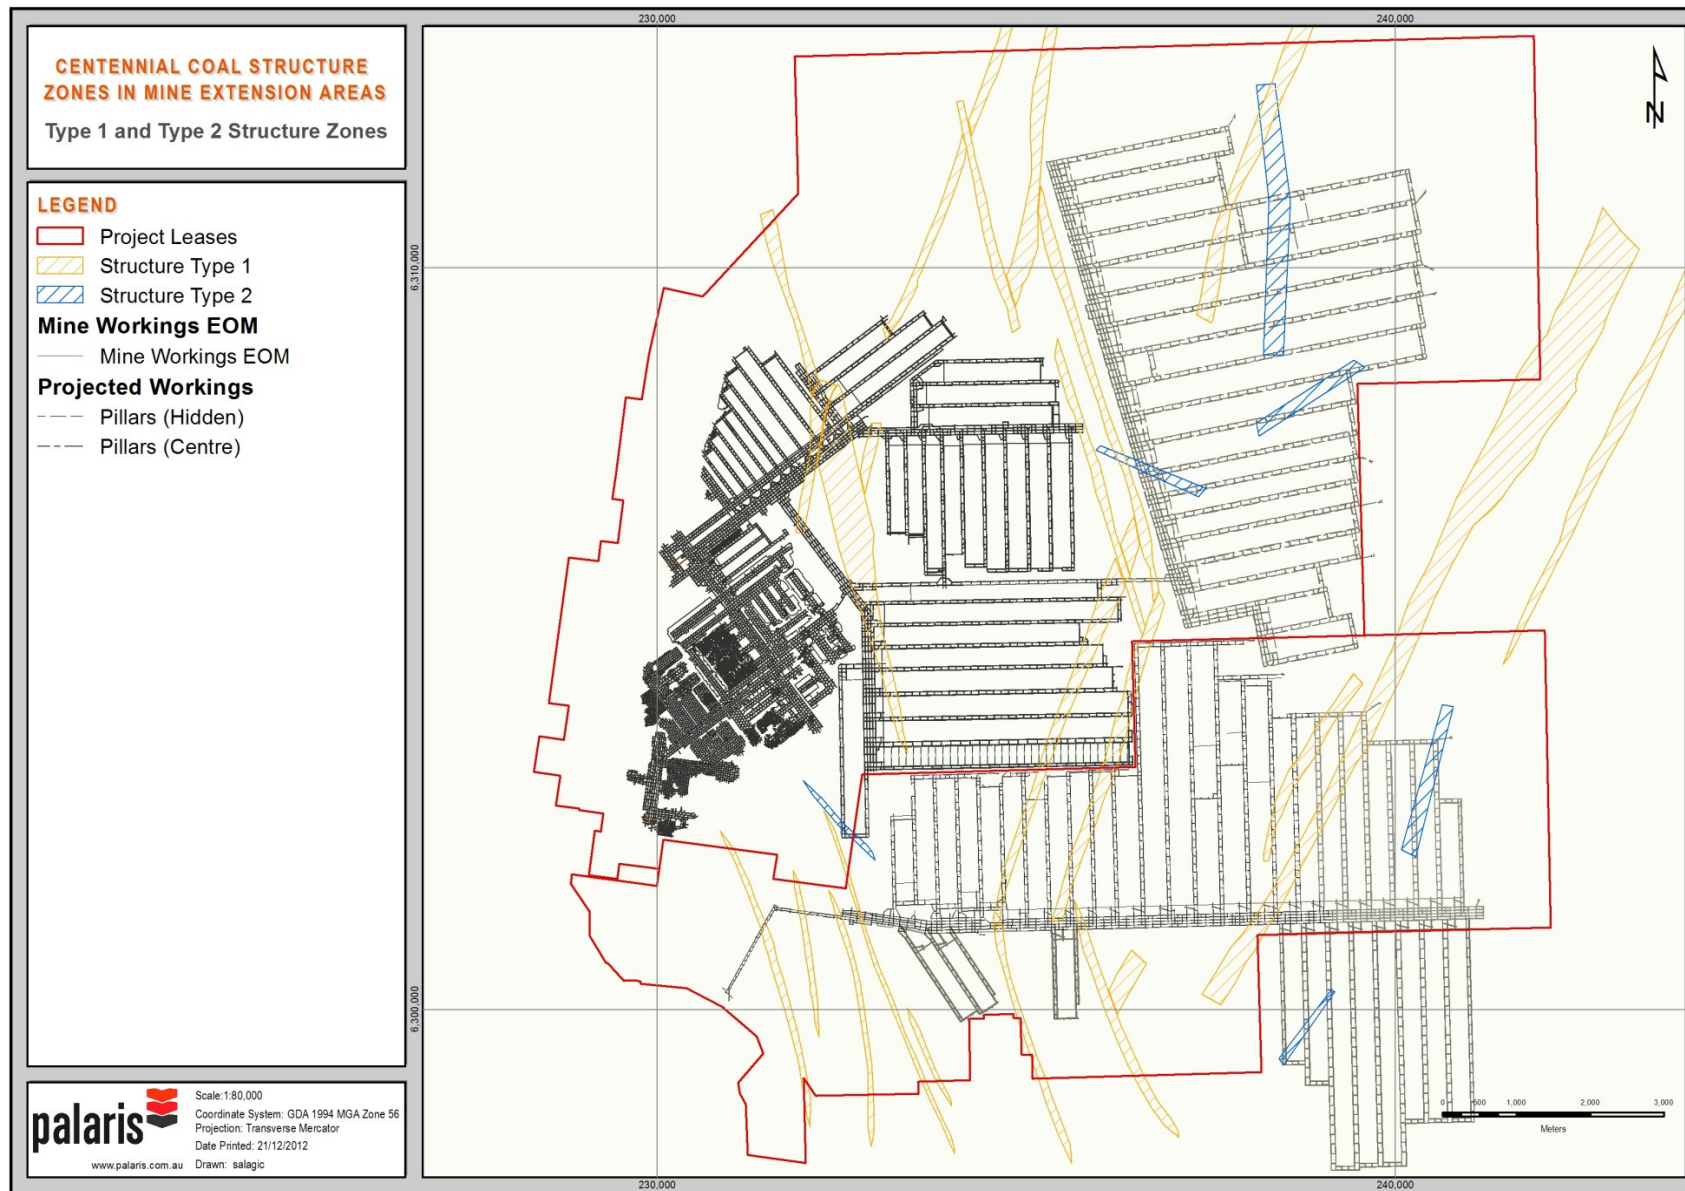 230,000
240,000
CENTENNIAL COAL STRUCTURE
ZONES IN MINE EXTENSION AREAS
Type 1 and Type 2 Structure Zones
N
LEGEND
Project Leases
Structure Type 1
Structure Type 2
Mine Workings EOM
Mine Workings EOM
Projected Workings
Pillars (Hidden)
Pillars (Centre)
6,310,000
6,300,000
palaris
www.palaris.com.au
Scale:1:80,000
Coordinate System: GDA 1994 MGA Zone 56
Projection: Transverse Mercator
Date Printed: 21/12/2012
Drawn: salagic
0 500 1,000 2,000 3,000
Meters
230,000
240,000